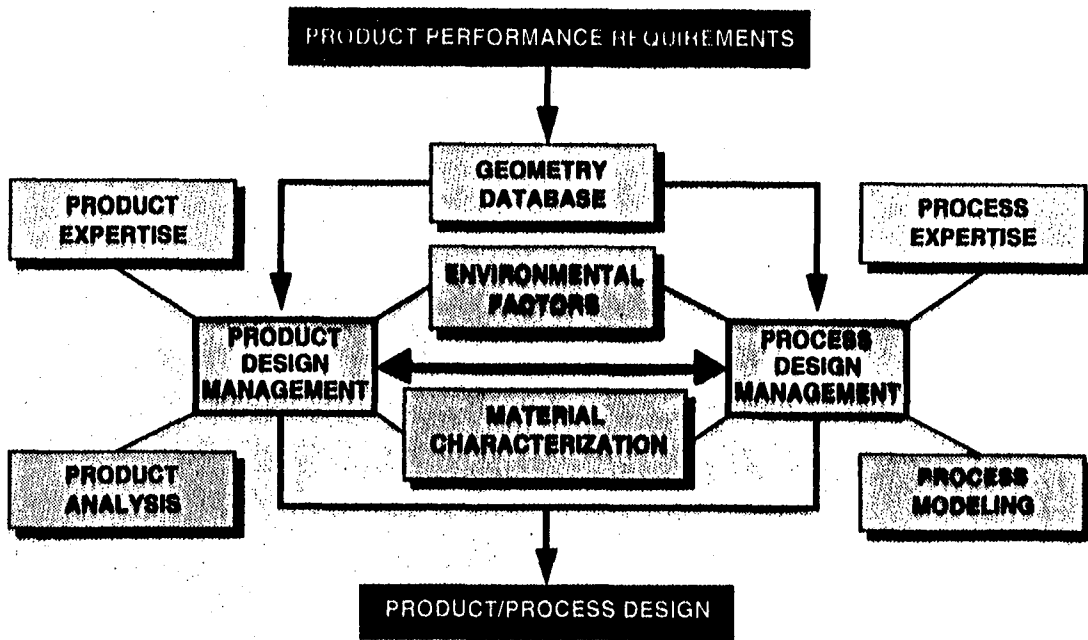 PRODUCT PERFORMANCE REQUIREMENTS
GEOMETRY
DATABASE
PRODUCT
EXPERTISE
PROCESS
EXPERTISE
ENVIRONMENTAL
FACTORS
PRODUCT
DESIGN
MANAGEMENT
PROCESS
DESIGN
MANAGEMENT
MATERIAL
CHARACTERIZATION
PRODUCT
ANALYSIS
PROCESS
MODELING
PRODUCT/PROCESS DESIGN